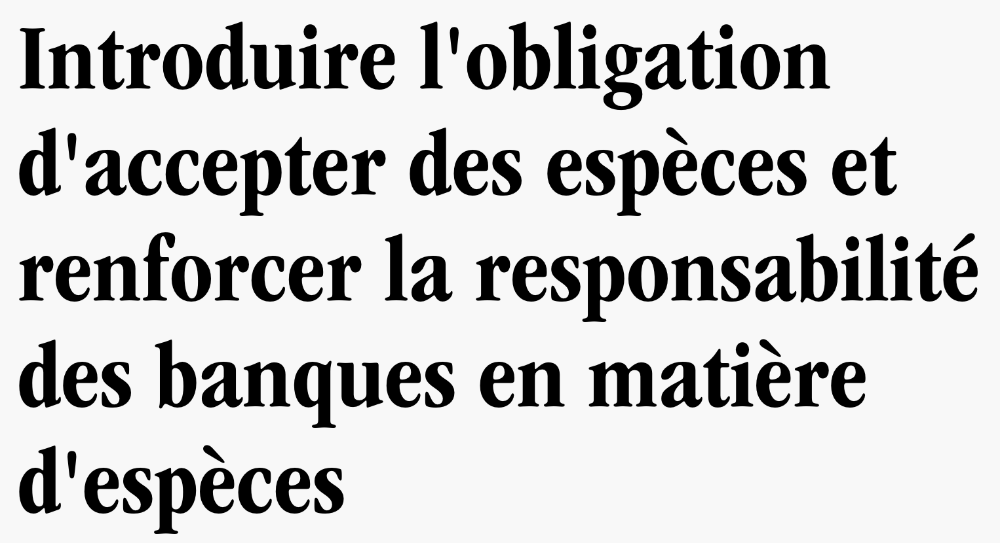 Introduire l'obligation
d'accepter des espèces et
renforcer la responsabilité
des banques en matière
d'espèces